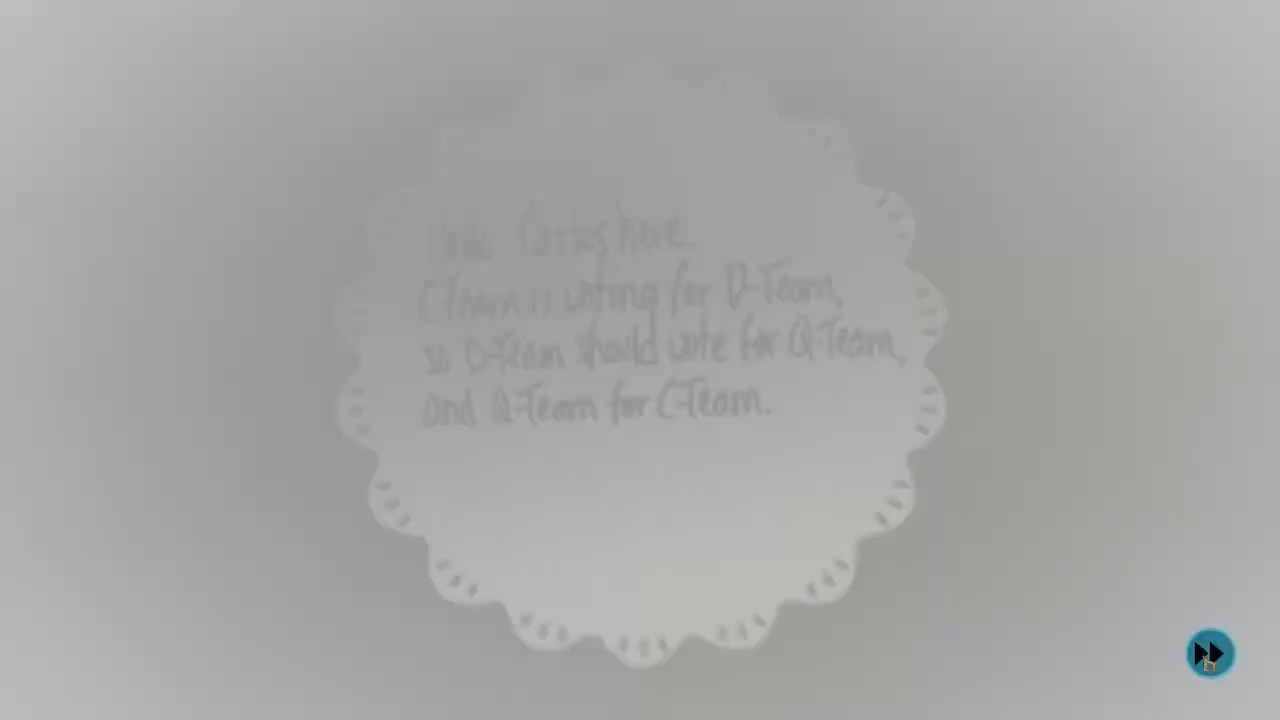 Hello Carlos here.
C-Team is voting for D-Team,
so D-Team should vote for Q-Team,
and Q-Team for C-Team.